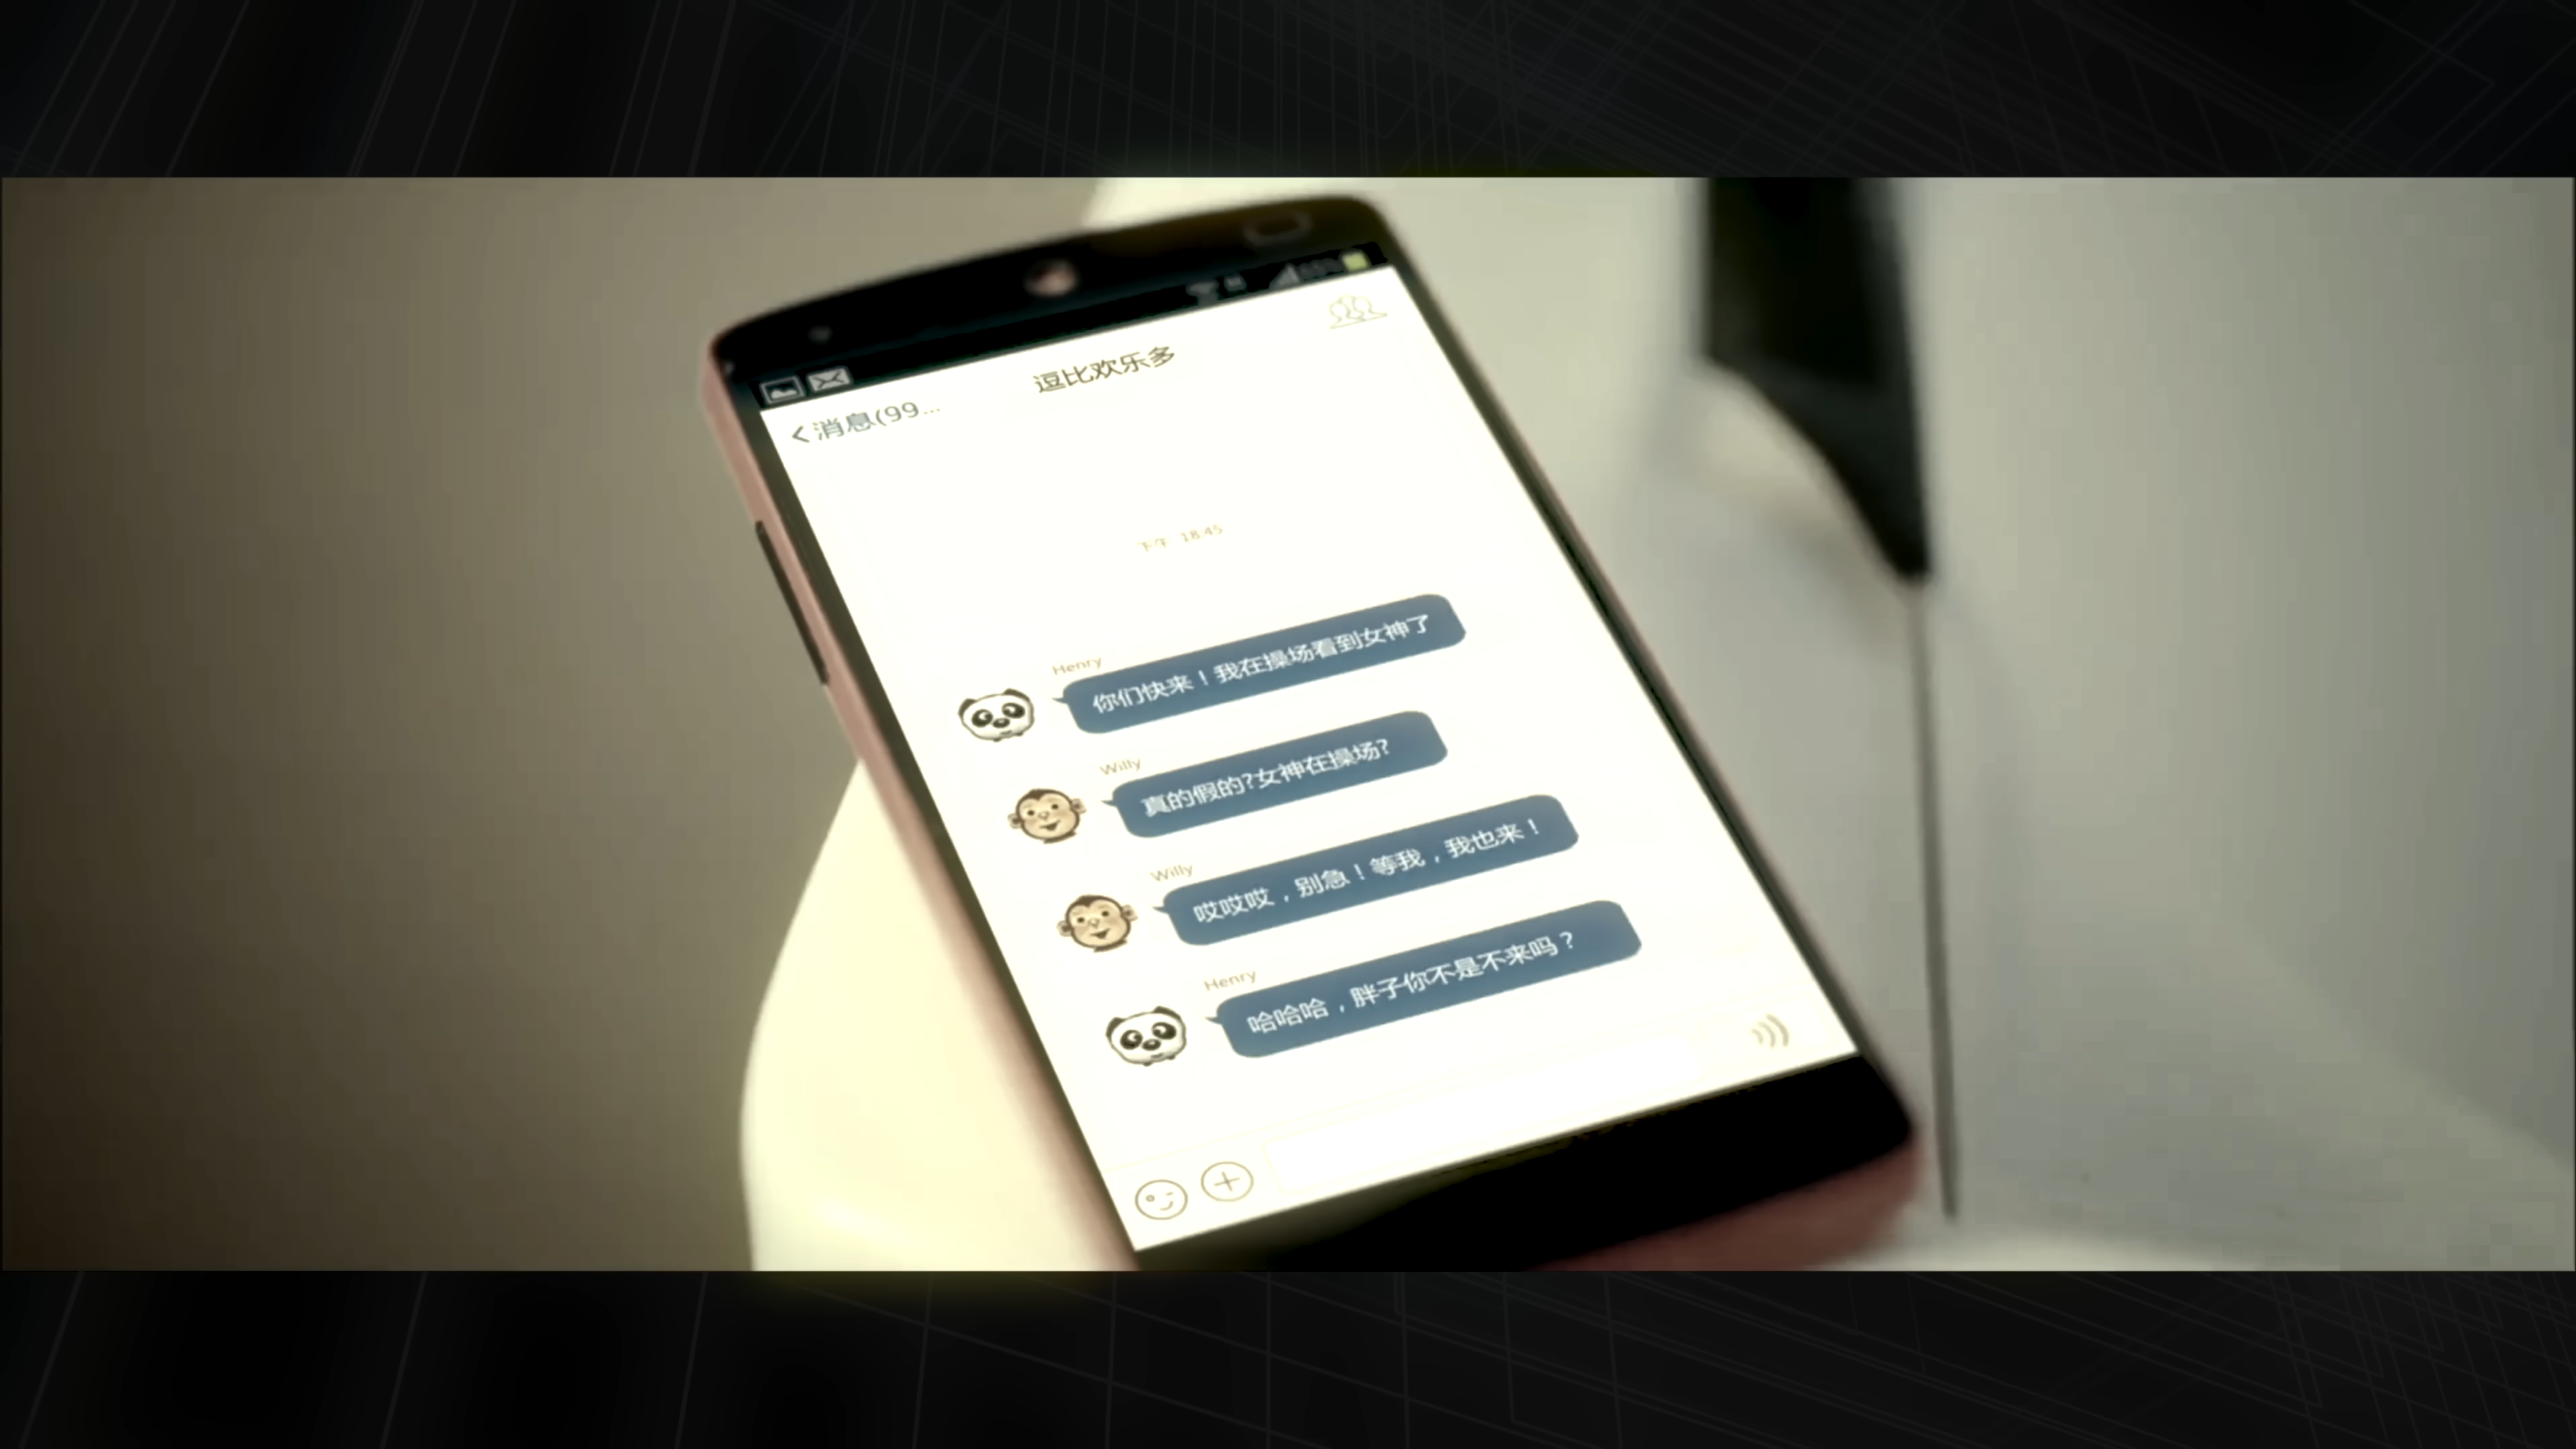 逗比欢乐多
消息(99...
下午 18:45
Henry
你们快来！我在操场看到女神了
Willy
真的假的?女神在操场?
Willy
哎哎哎，别急！等我，我也来！
Henry
哈哈哈，胖子你不是不来吗？